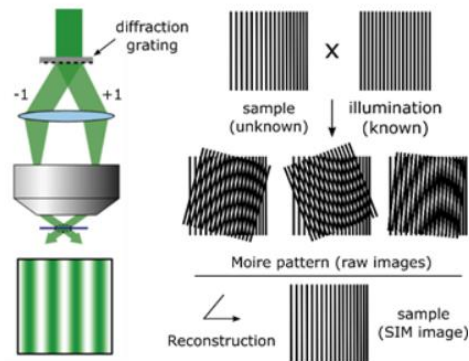 diffraction
grating
-1
+1
x
sample
(unknown)
illumination
(known)
Moire pattern (raw images)
Reconstruction
sample
(SIM image)